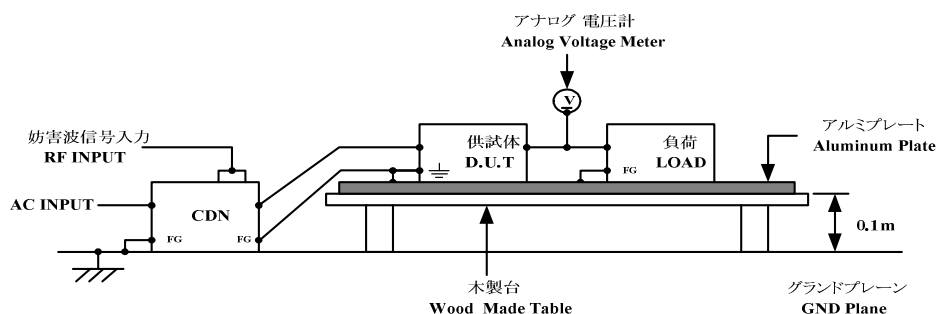 アナログ 電圧計
Analog Voltage Meter
V
妨害波信号入力
RF INPUT
供試体
D.U.T
負荷
LOAD
アルミプレート
Aluminum Plate
FG
AC INPUT
CDN
FG
FG
0.1m
木製台
Wood Made Table
グランドプレーン
GND Plane